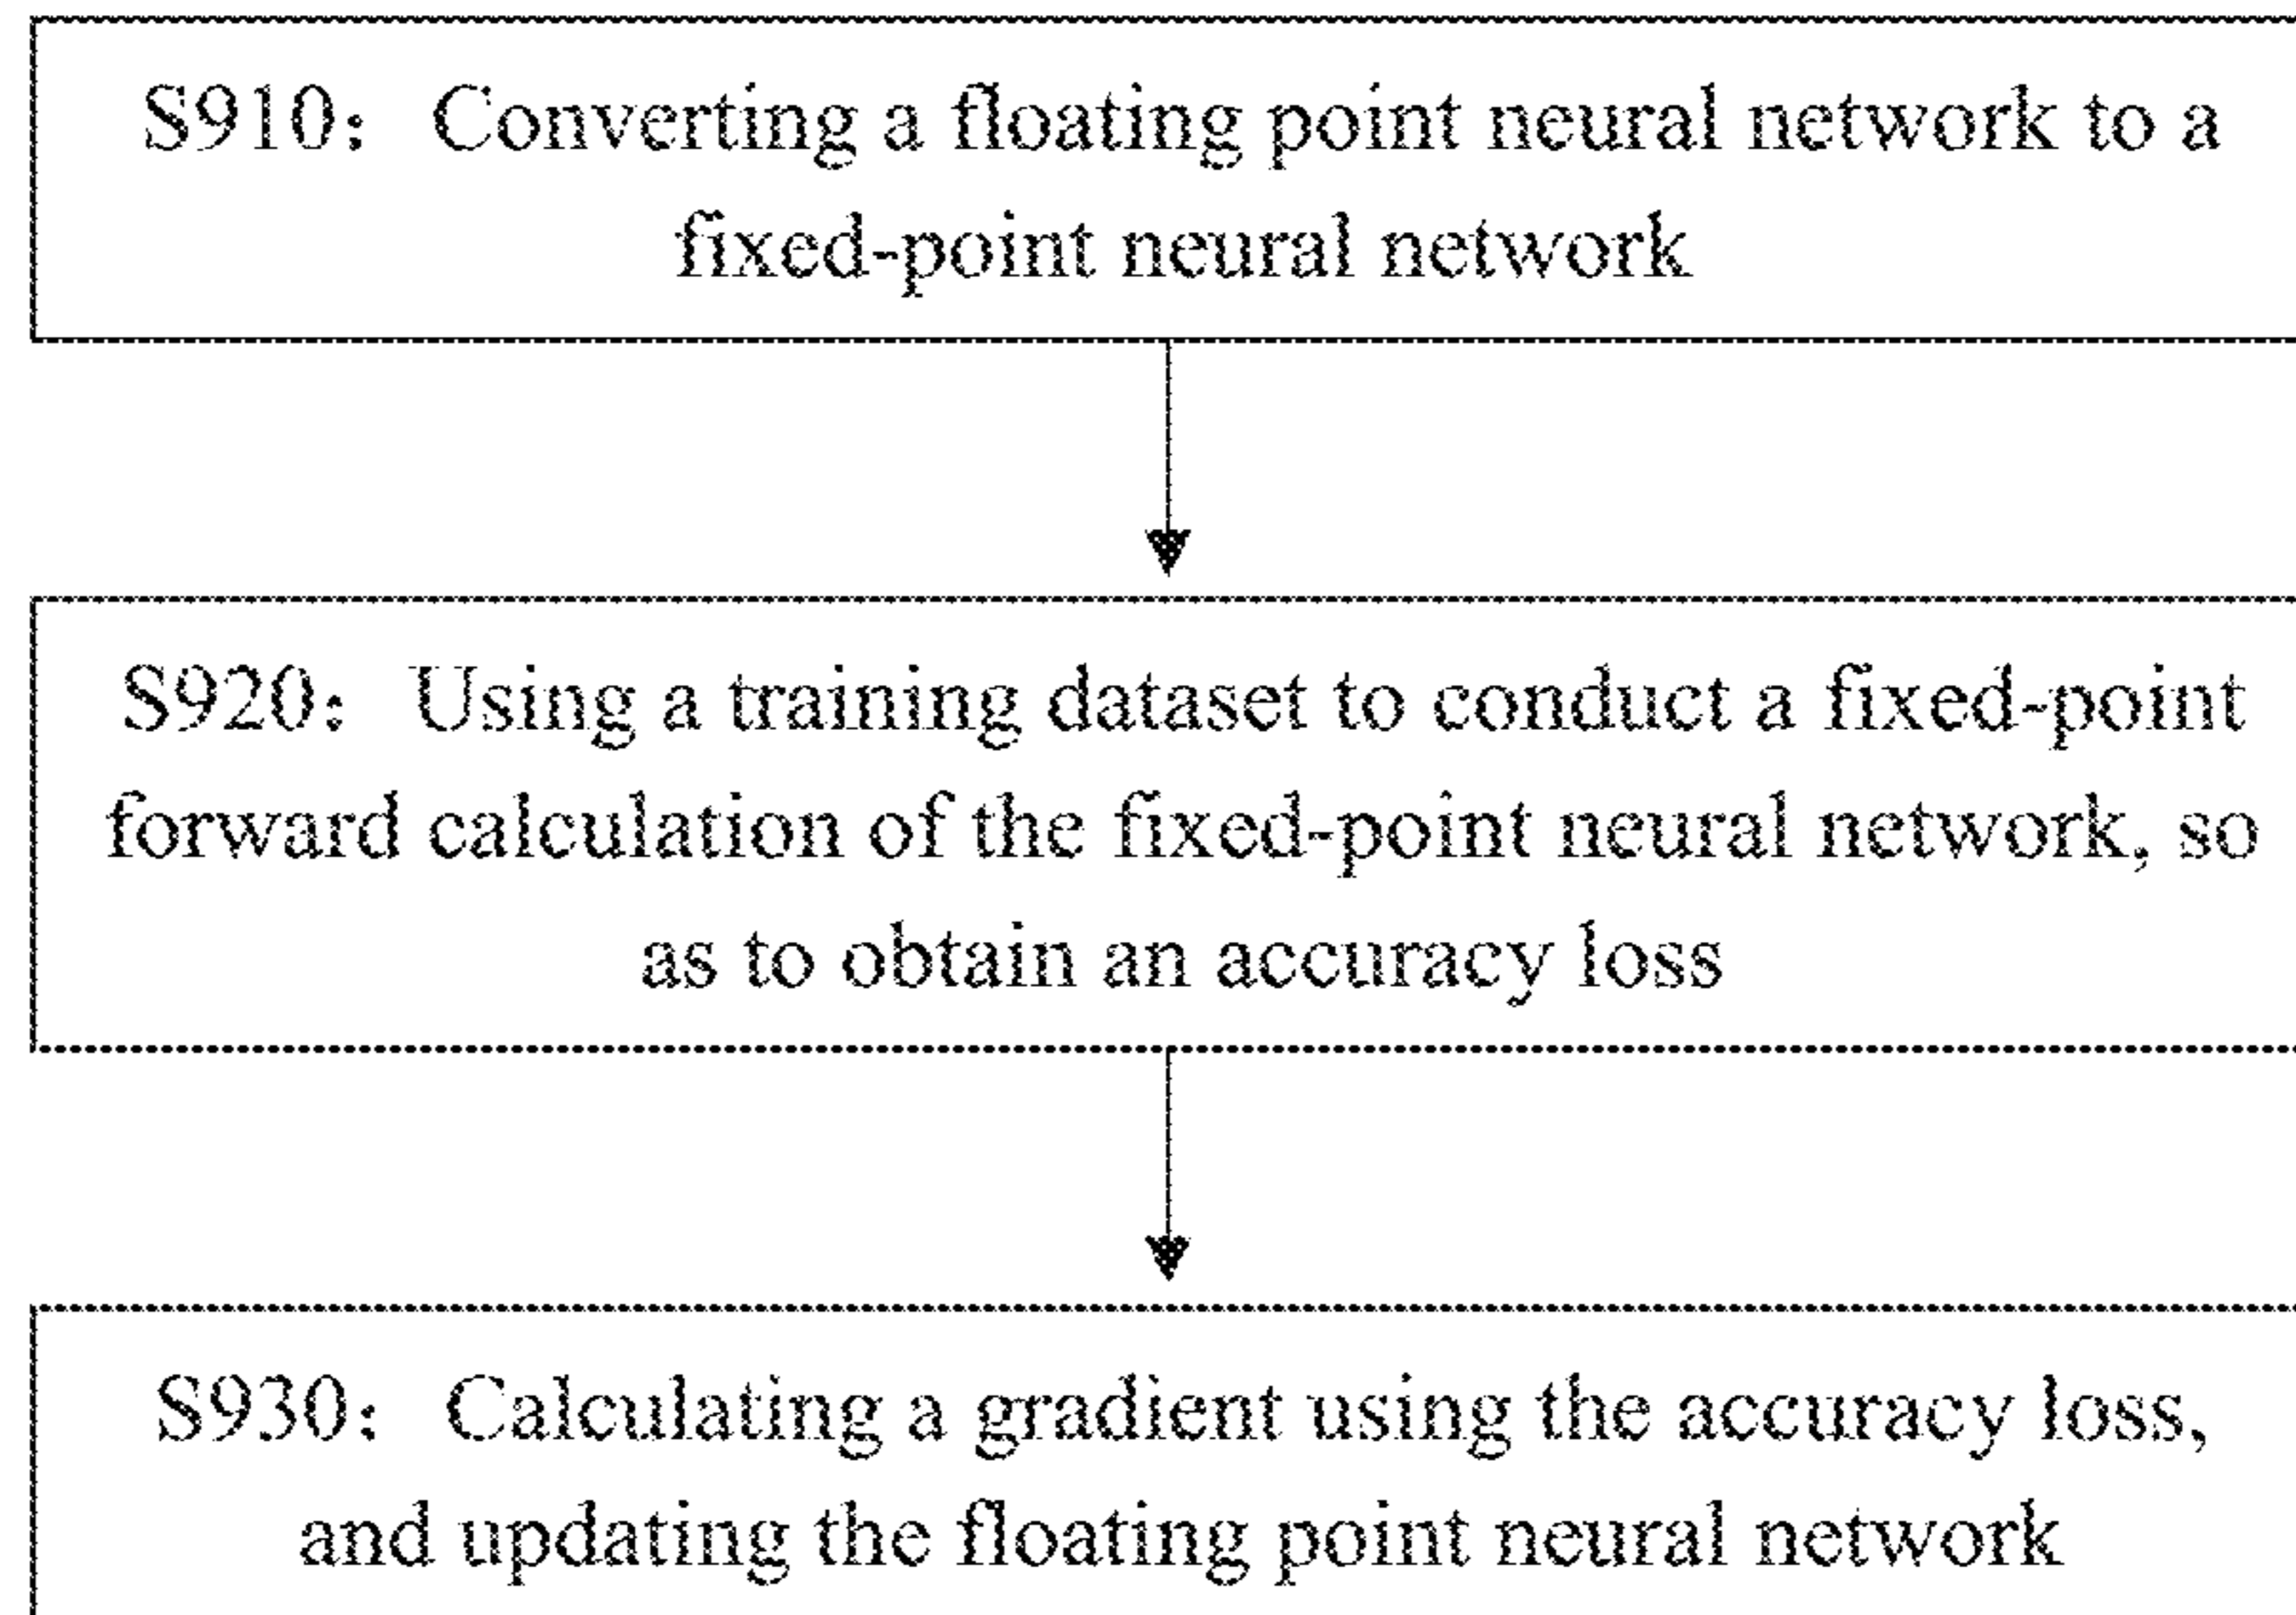 S910: Converting a floating point neural network to a
fixed-point neural network
S920: Using a training dataset to conduct a fixed-point
forward calculation of the fixed-point neural network, so
as to obtain an accuracy loss
S930: Calculating a gradient using the accuracy loss,
and updating the floating point neural network